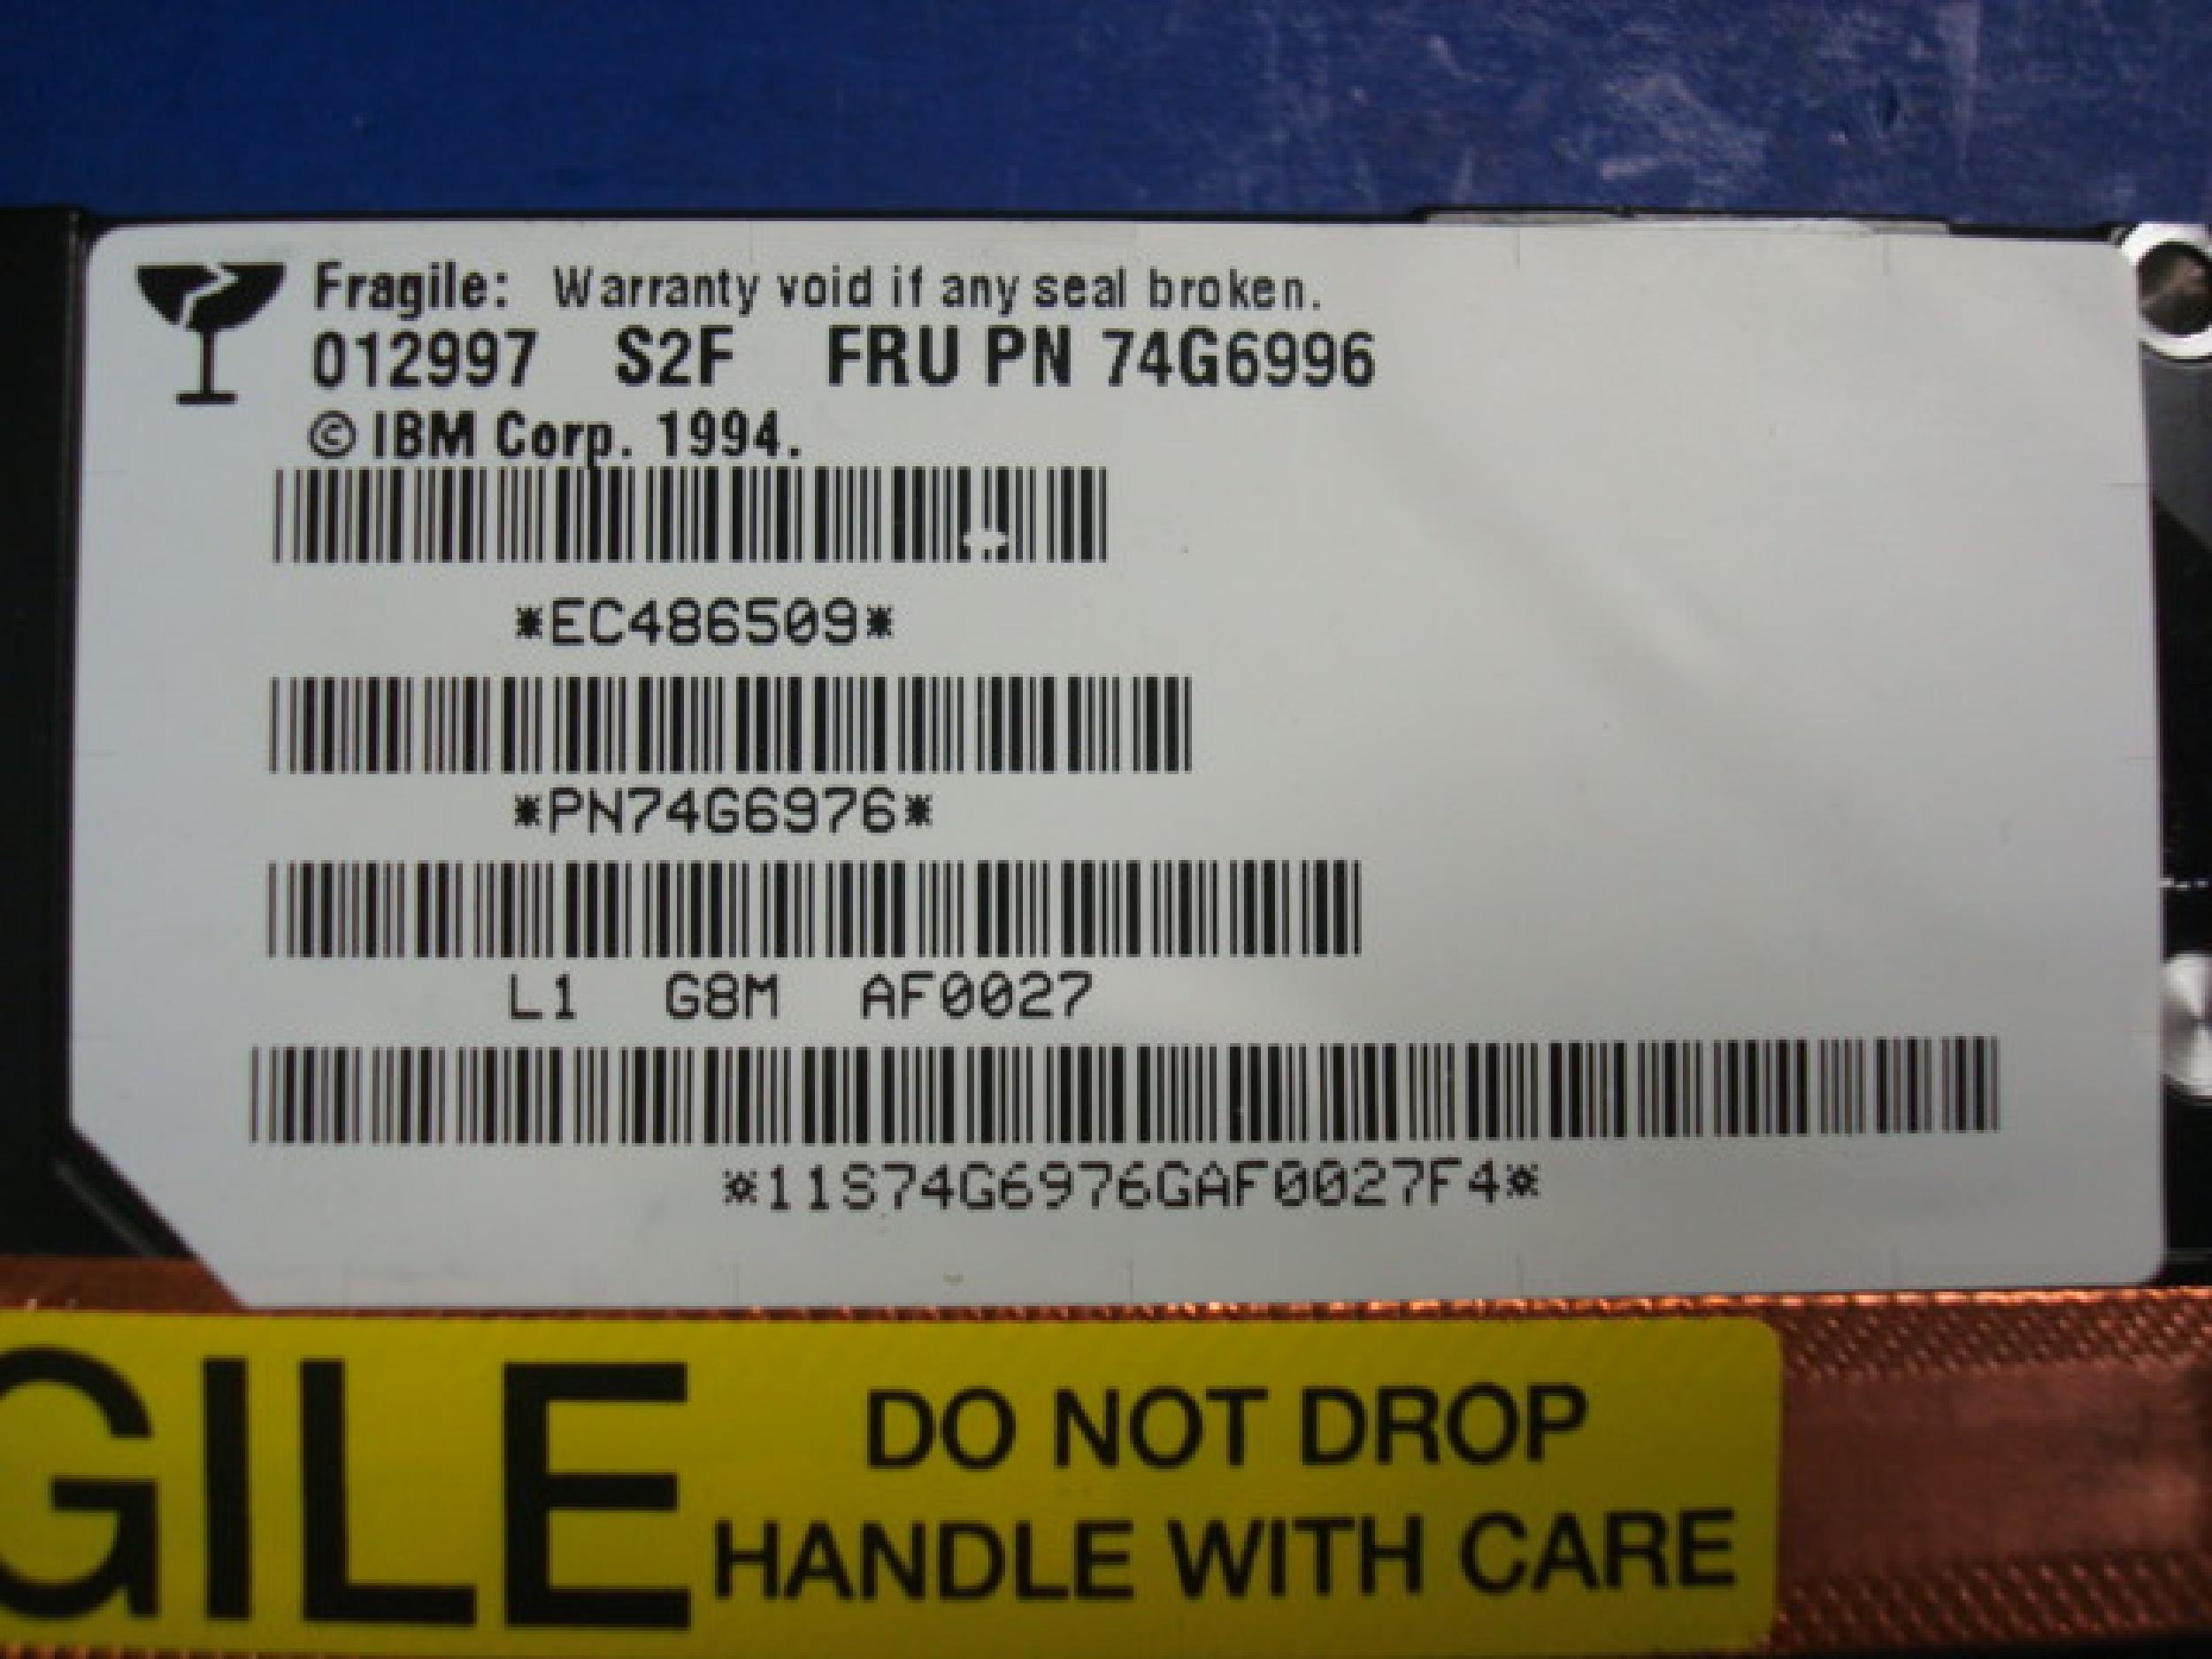 Fragile: Warranty void if any seal broken.
012997 S2F FRU PN 74G6996
© IBM Corp. 1994.
*EC486509*
*PN74G6976*
L1 G8M AF0027
*11S74G6976GAF0027F4*
GILE
DO NOT DROP
HANDLE WITH CARE